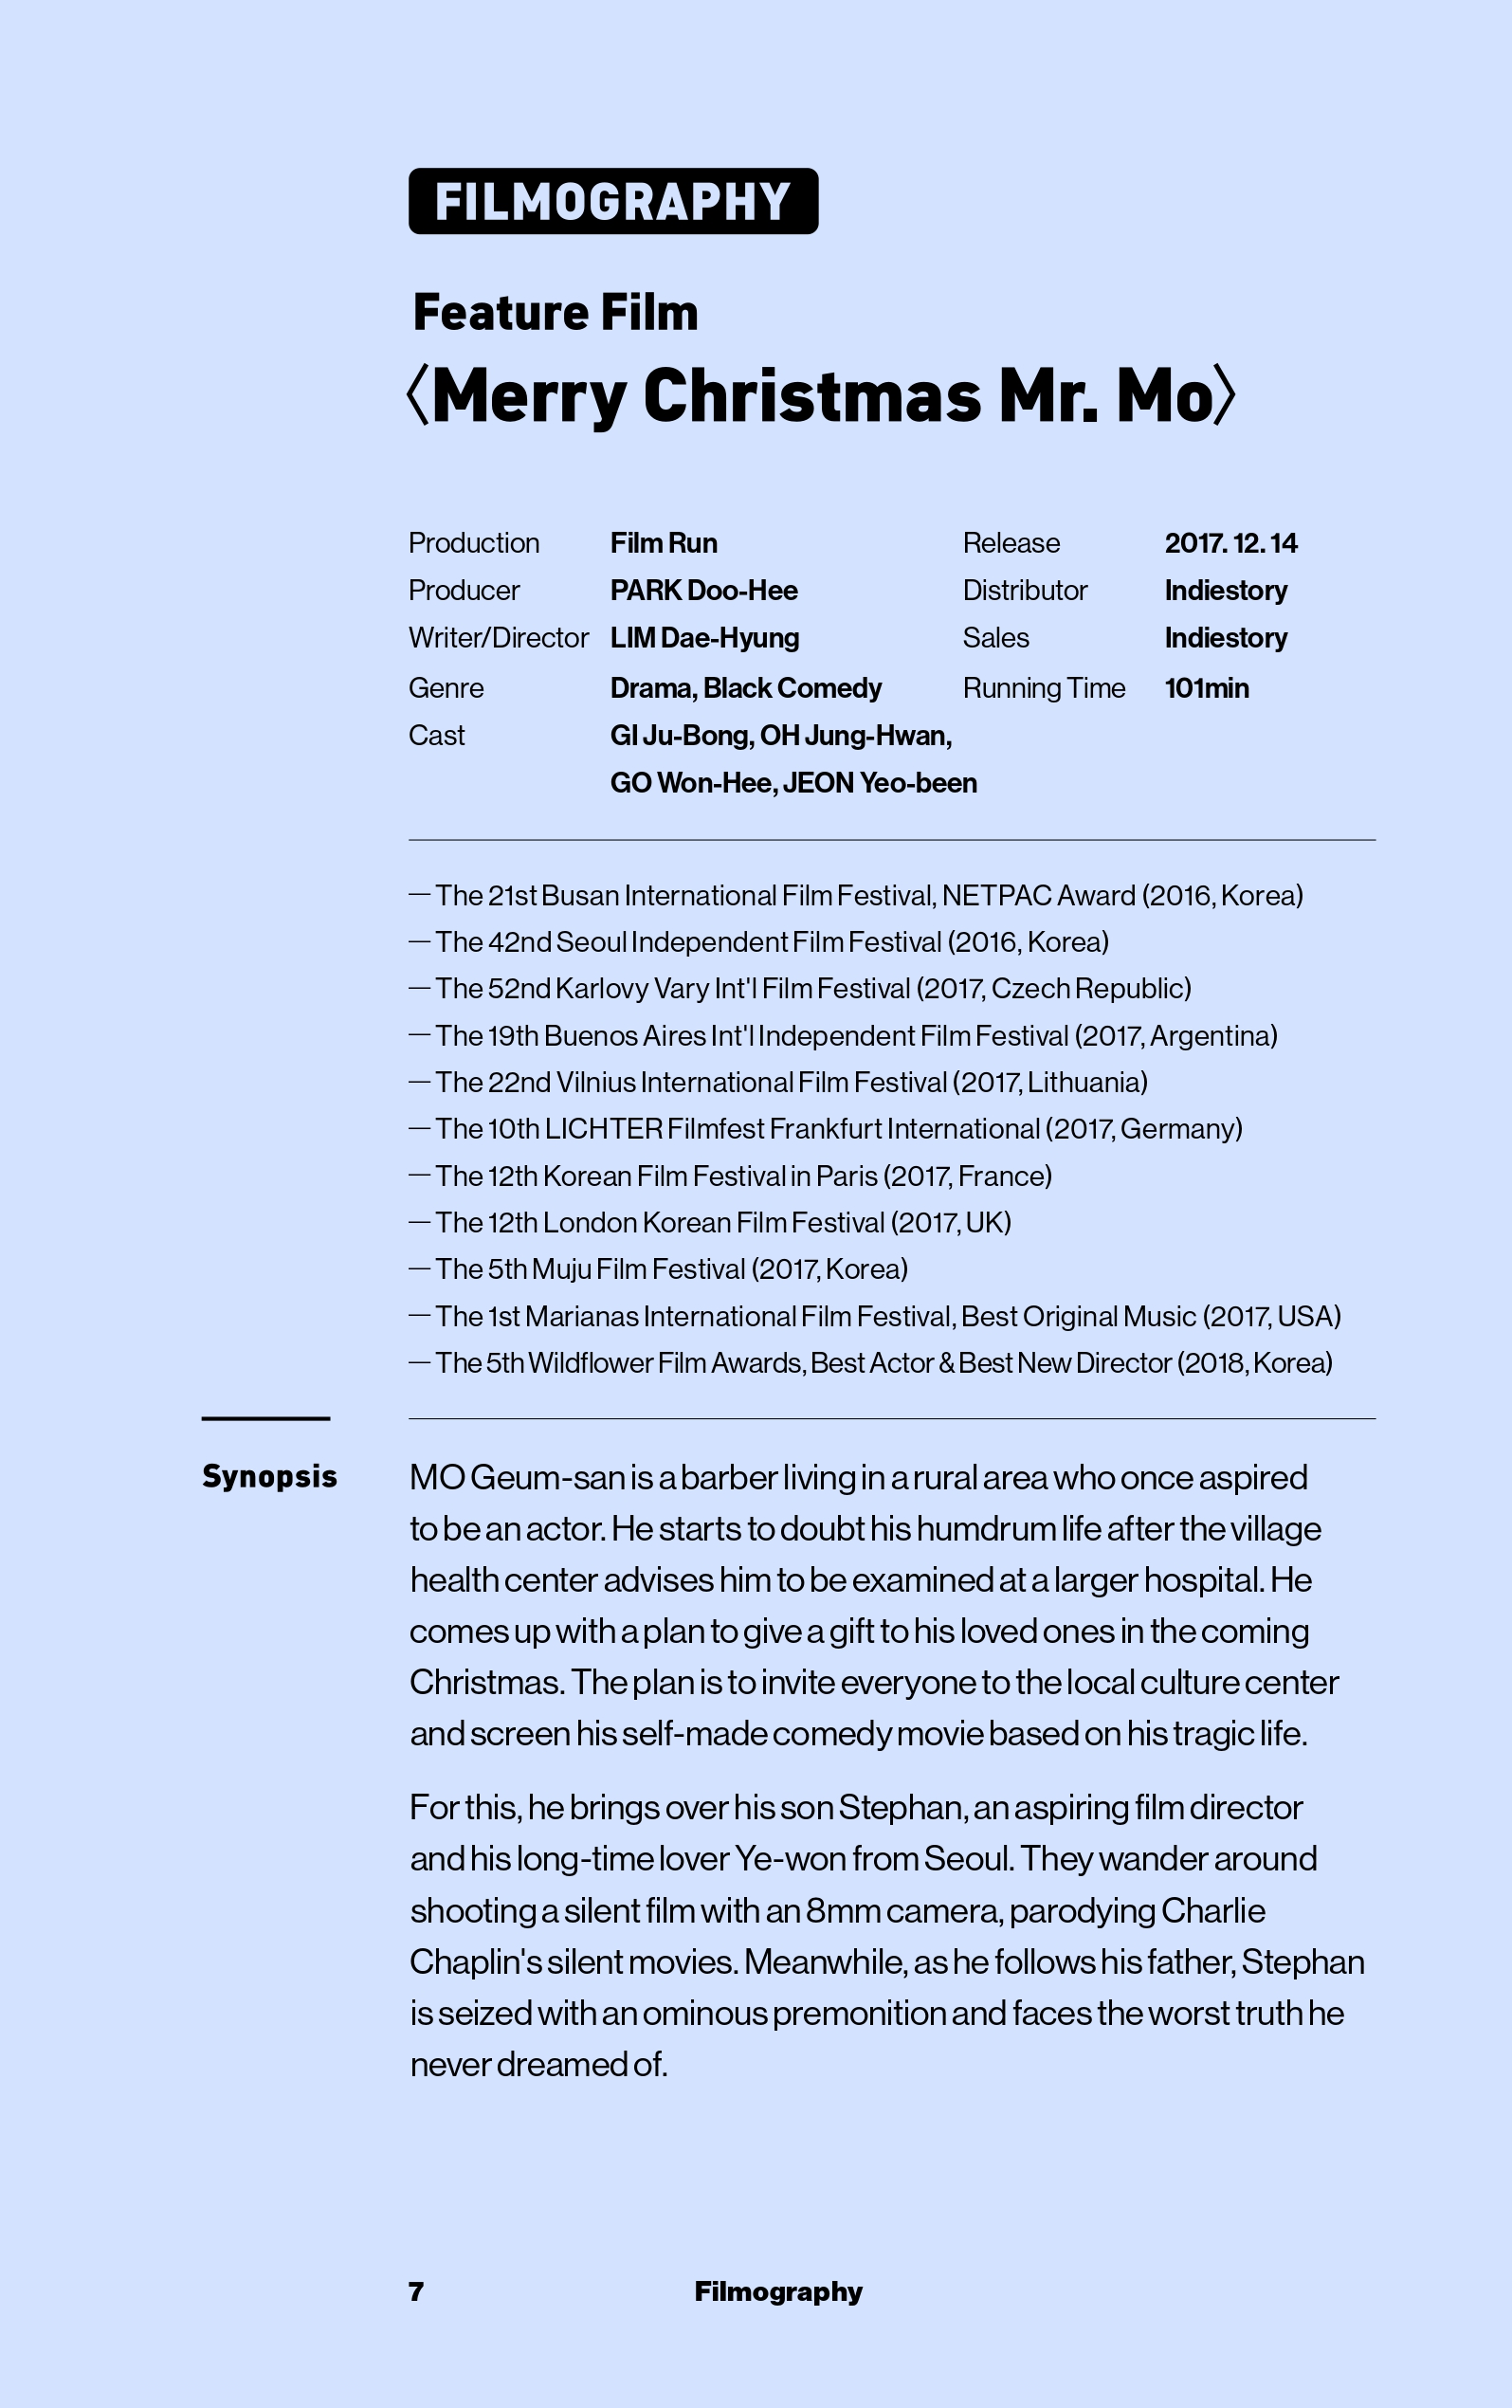 FILMOGRAPHY
Feature Film
〈Merry Christmas Mr. Mo〉
Production Film Run Release 2017. 12. 14
Producer PARK Doo-Hee Distributor Indiestory
Writer/Director LIM Dae-Hyung Sales Indiestory
Genre Drama, Black Comedy Running Time 101min
Cast GI Ju-Bong, OH Jung-Hwan,
GO Won-Hee, JEON Yeo-been
— The 21st Busan International Film Festival, NETPAC Award (2016, Korea)
— The 42nd Seoul Independent Film Festival (2016, Korea)
— The 52nd Karlovy Vary Int'l Film Festival (2017, Czech Republic)
— The 19th Buenos Aires Int'l Independent Film Festival (2017, Argentina)
— The 22nd Vilnius International Film Festival (2017, Lithuania)
— The 10th LICHTER Filmfest Frankfurt International (2017, Germany)
— The 12th Korean Film Festival in Paris (2017, France)
— The 12th London Korean Film Festival (2017, UK)
— The 5th Muju Film Festival (2017, Korea)
— The 1st Marianas International Film Festival, Best Original Music (2017, USA)
— The 5th Wildflower Film Awards, Best Actor & Best New Director (2018, Korea)
Synopsis
MO Geum-san is a barber living in a rural area who once aspired
to be an actor. He starts to doubt his humdrum life after the village
health center advises him to be examined at a larger hospital. He
comes up with a plan to give a gift to his loved ones in the coming
Christmas. The plan is to invite everyone to the local culture center
and screen his self-made comedy movie based on his tragic life.
For this, he brings over his son Stephan, an aspiring film director
and his long-time lover Ye-won from Seoul. They wander around
shooting a silent film with an 8mm camera, parodying Charlie
Chaplin's silent movies. Meanwhile, as he follows his father, Stephan
is seized with an ominous premonition and faces the worst truth he
never dreamed of.
7 Filmography